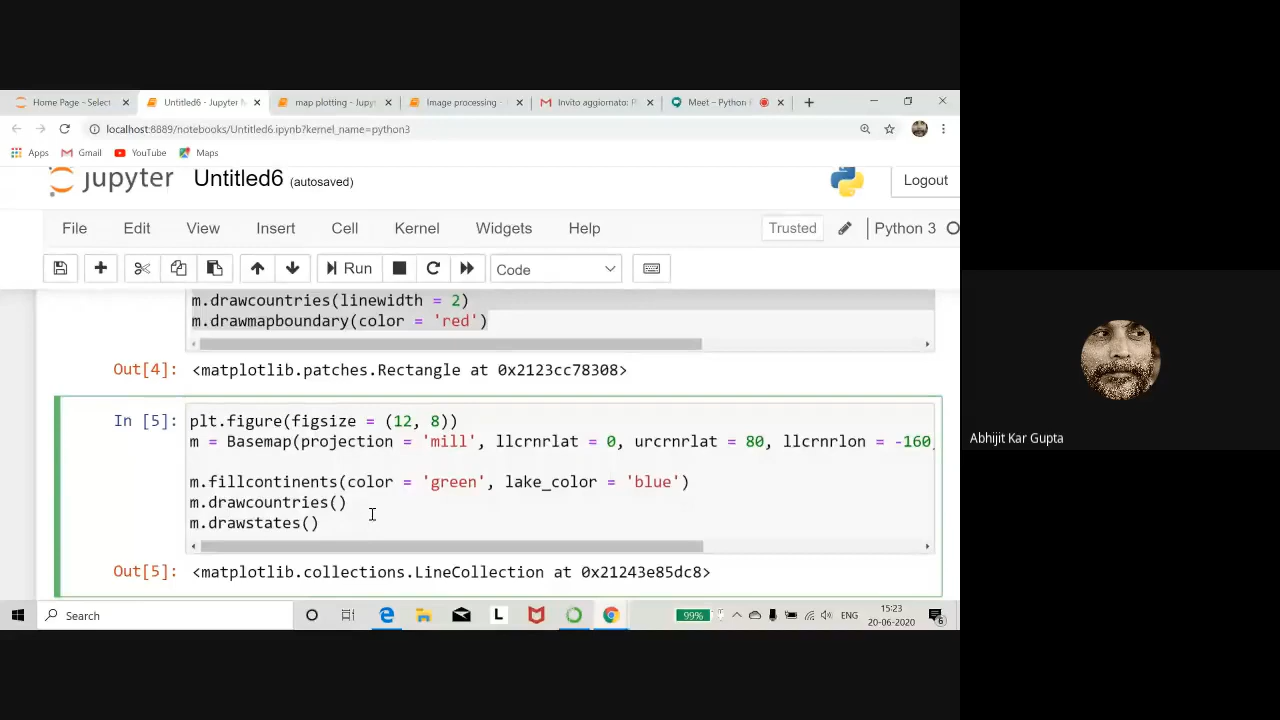 Home Page - Select
Untitled6 - Jupyter N
map plotting - Jupyte
Image processing -
Invito aggiornato: P
Meet – Python
localhost:8889/notebooks/Untitled6.ipynb?kernel_name=python3
Apps Gmail YouTube Maps
jupyter Untitled6 (autosaved) Logout
File Edit View Insert Cell Kernel Widgets Help Trusted Python 3
Run Code
m.drawcountries(linewidth = 2)
m.drawmapboundary(color = 'red')
Out[4]: <matplotlib.patches.Rectangle at 0x2123cc78308>
In [5]: plt.figure(figsize = (12, 8))
m = Basemap(projection = 'mill', llcrnrlat = 0, urcrnrlat = 80, llcrnrlon = -160,
m.fillcontinents(color = 'green', lake_color = 'blue')
m.drawcountries()
m.drawstates()
Out[5]: <matplotlib.collections.LineCollection at 0x21243e85dc8>
Abhijit Kar Gupta
Search L 99% ENG 15:23
20-06-2020 6